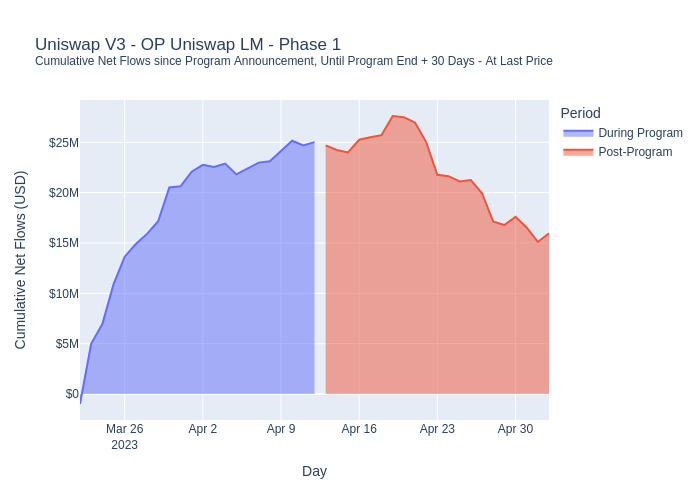 Uniswap V3 - OP Uniswap LM - Phase 1
Cumulative Net Flows since Program Announcement, Until Program End + 30 Days - At Last Price
Period
During Program
Post-Program
Cumulative Net Flows (USD)
$25M
$20M
$15M
$10M
$5M
$0
Mar 26
2023
Apr 2
Apr 9
Apr 16
Apr 23
Apr 30
Day